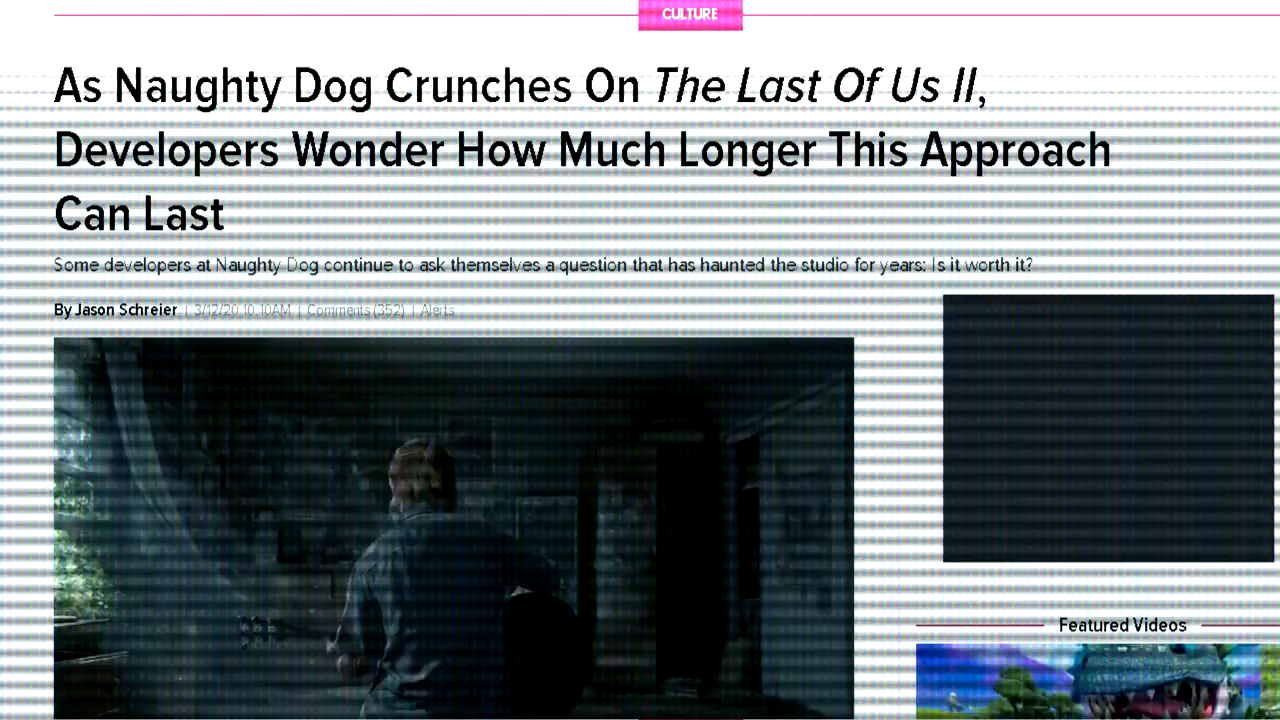 CULTURE
As Naughty Dog Crunches On The Last Of Us II,
Developers Wonder How Much Longer This Approach
Can Last
Some developers at Naughty Dog continue to ask themselves a question that has haunted the studio for years: Is it worth it?
By Jason Schreier | 3/12/20 10:10AM | Comments (352) | Alerts
Featured Videos